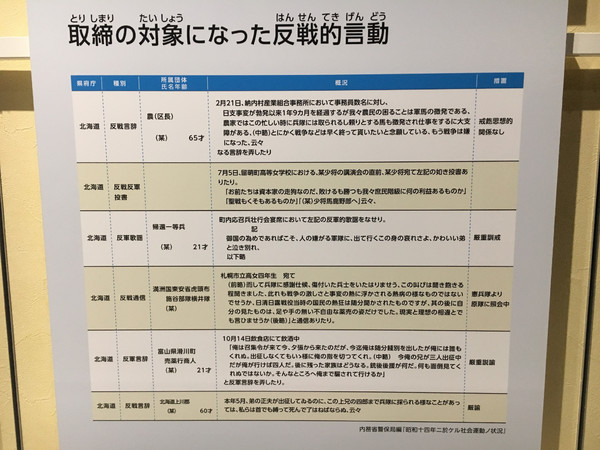 とりしまり たいしょう はんせんてきげんどう
取締の対象になった反戦的言動
県府庁 種別 所属団体 氏名年齢 概況 措置
北海道 反戦言辞 農(区長)
(某) 65才
2月21日、納内村産業組合事務所において事務員数名に対し、
日支事変が勃発以来1年9カ月を経過するが我々農民の困ることは軍馬の徴発である、
農家ではこの忙しい時に兵隊には取られるし頼りとする馬も徴発され仕事をするに大支
障がある、(中略)とにかく戦争などは早く終って貰いたいと念願している、もう戦争は嫌
になった、云々
なる言辞を弄したり
戒飭思想的
関係なし
北海道 反戦反軍
投書
7月5日、留萌町高等女学校における、某少将の講演会の直前、某少将宛て左記の如き投書あ
りたり。
「お前たちは資本家の走狗なのだ、敗けるも勝つも我々庶民階級に何の利益あるものか」
「聖戦もくそもあるものか」「(某)少将馬鹿野郎へ」云々。
北海道 反軍歌謡 帰還一等兵
(某) 21才
町内応召兵壮行会宴席において左記の反軍的歌謡をなせり。
記
御国の為めであればこそ、人の嫌がる軍隊に、出て行くこの身の哀れさよ、かわいい弟
と泣き別れ、
以下略
厳重訓戒
北海道 反戦通信 満洲国東安省虎頭布
施谷部隊横井隊
(某)
札幌市立高女四年生 宛て
(前略)而して兵隊に感謝仕候、傷付いた兵士をいたはりませう、この叫びは聞き飽きる
程聞きました、此れも戦争の激しさと事変の熱に浮かされる熱病の様なものではない
でせうか、日清日露戦役当時の国民の熱狂は随分聞かされたものですが、其の後に自
分の見たものは、足や手の無い不自由な薬売の姿だけでした、現実と理想の相違とで
も言ひませうか(後略)」と通信ありたり。
憲兵隊より
原隊に照会中
北海道 反軍言辞 富山県滑川町
売薬行商人
(某) 21才
10月14日飲食店にて飲酒中
「俺は召集令が来て今、夕張から来たのだが、今迄俺は随分餞別を出したが俺には誰も
くれぬ、出征しなくてもいい様に俺の指を切つてくれ、(中略) 今俺の兄が三人出征中
だが俺が行けば四人だ、後に残った家族はどうなる、銃後後援が何だ、何も面倒見てく
れぬではないか、そんなところへ俺まで騙されて行けるか」
と反軍言辞を弄したり。
厳重説諭
北海道 反戦言辞 北海道上川郡
(某) 60才
本年5月、弟の正夫が出征してゐるのに、この上兄の四郎まで兵隊に採られる様なことがあっ
ては、私らは首でも縛って死んで了はねばならぬ、云々
厳諭
内務省警保局編『昭和十四年ニ於ケル社会運動ノ状況』